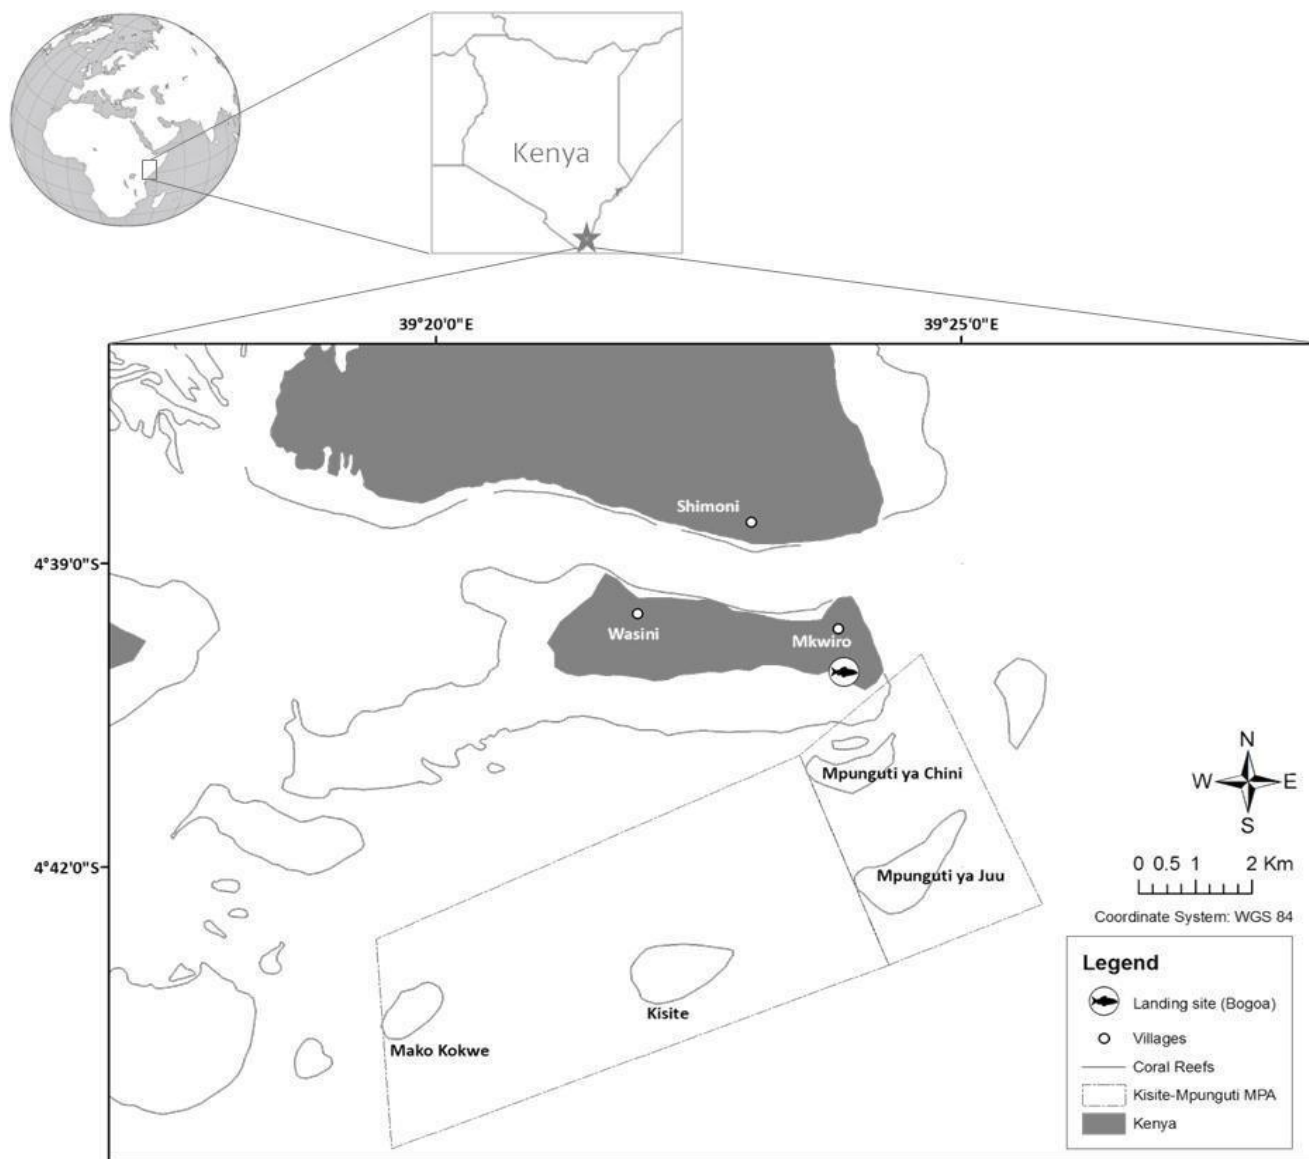 Kenya
39°20'0"E
39°25'0"E
Shimoni
4°39'0"S
Wasini
Mkwiro
Mpunguti ya Chini
N
W
E
S
4°42'0"S
Mpunguti ya Juu
0 0.5 1 2 Km
Coordinate System: WGS 84
Kisite
Mako Kokwe
Legend
Landing site (Bogoa)
Villages
Coral Reefs
Kisite-Mpunguti MPA
Kenya